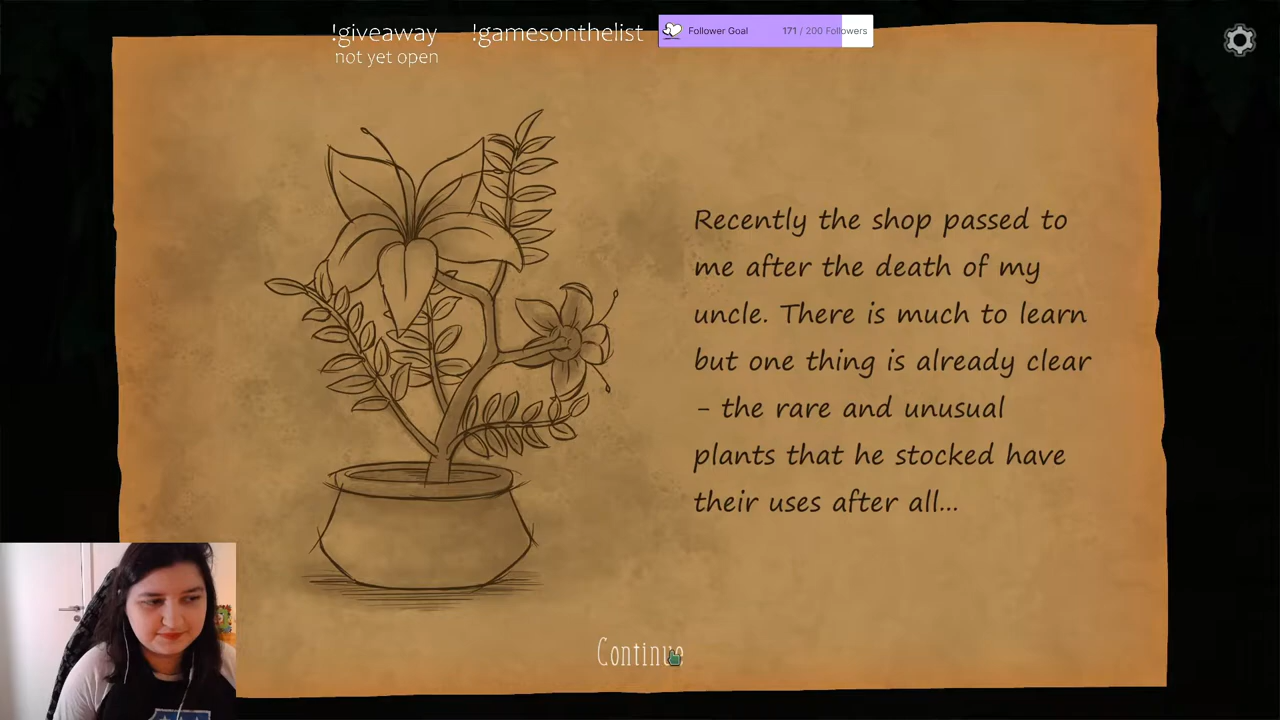 !giveaway
not yet open
!gamesonthelist
Follower Goal
171 / 200 Followers
Recently the shop passed to
me after the death of my
uncle. There is much to learn
but one thing is already clear
- the rare and unusual
plants that he stocked have
their uses after all...
Continue